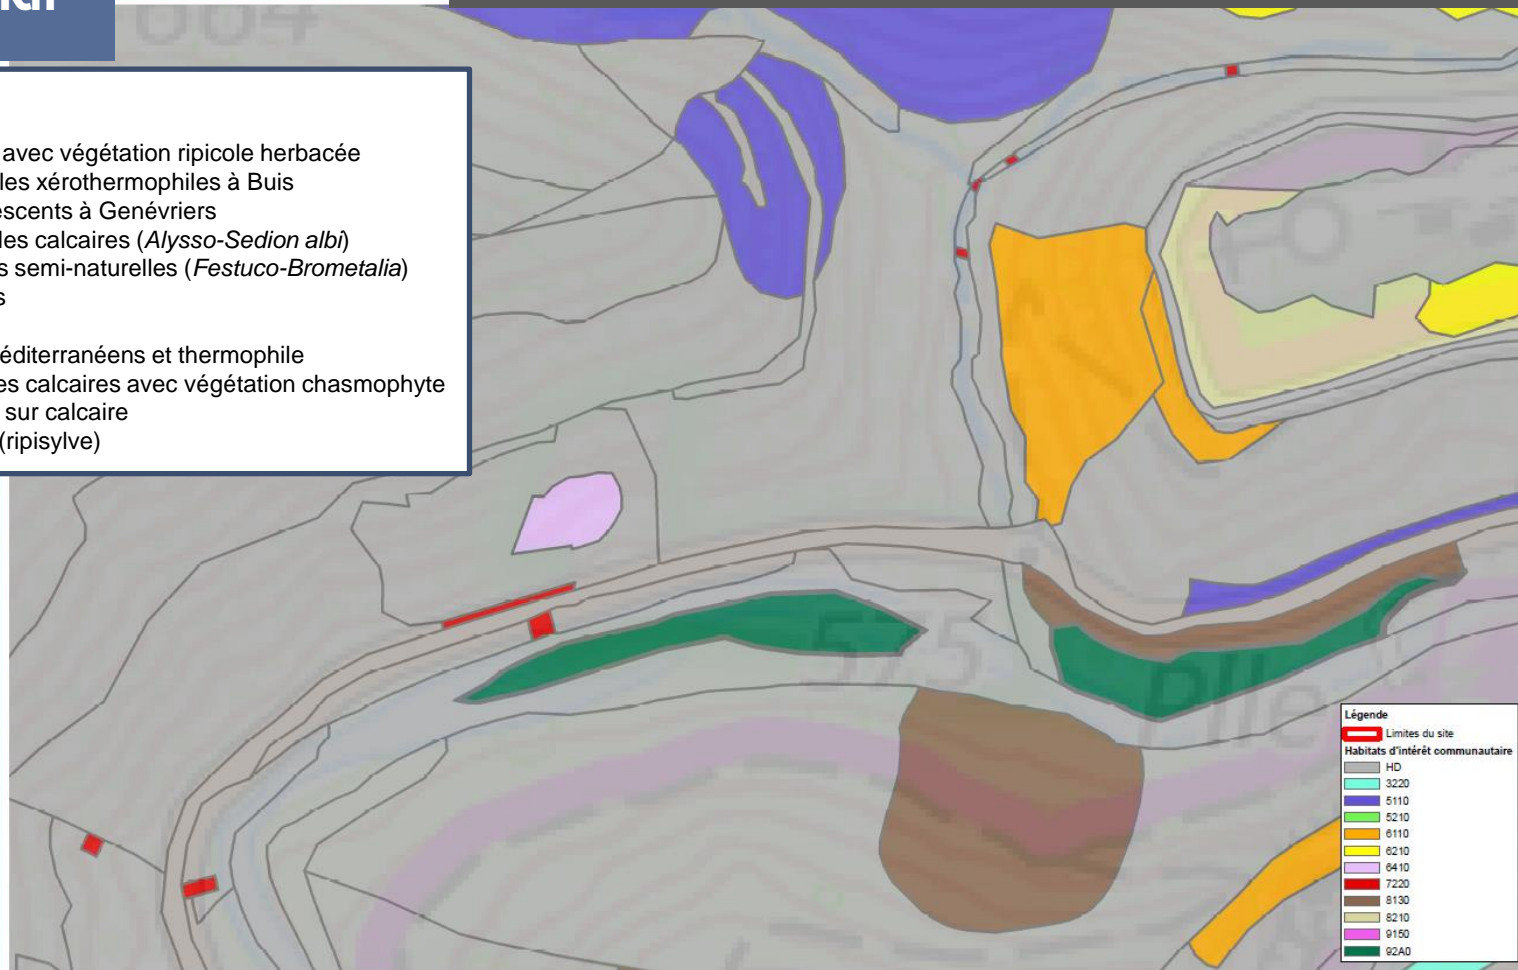 664
avec végétation ripicole herbacée
les xérothermophiles à Buis
escents à Genévriers
les calcaires (Alysso-Sedion albi)
s semi-naturelles (Festuco-Brometalia)
s
éditerranéens et thermophile
es calcaires avec végétation chasmophyte
sur calcaire
(ripisylve)
575
Légende
Limites du site
Habitats d'intérêt communautaire
HD
3220
5110
5210
6110
6210
6410
7220
8130
8210
9150
92A0